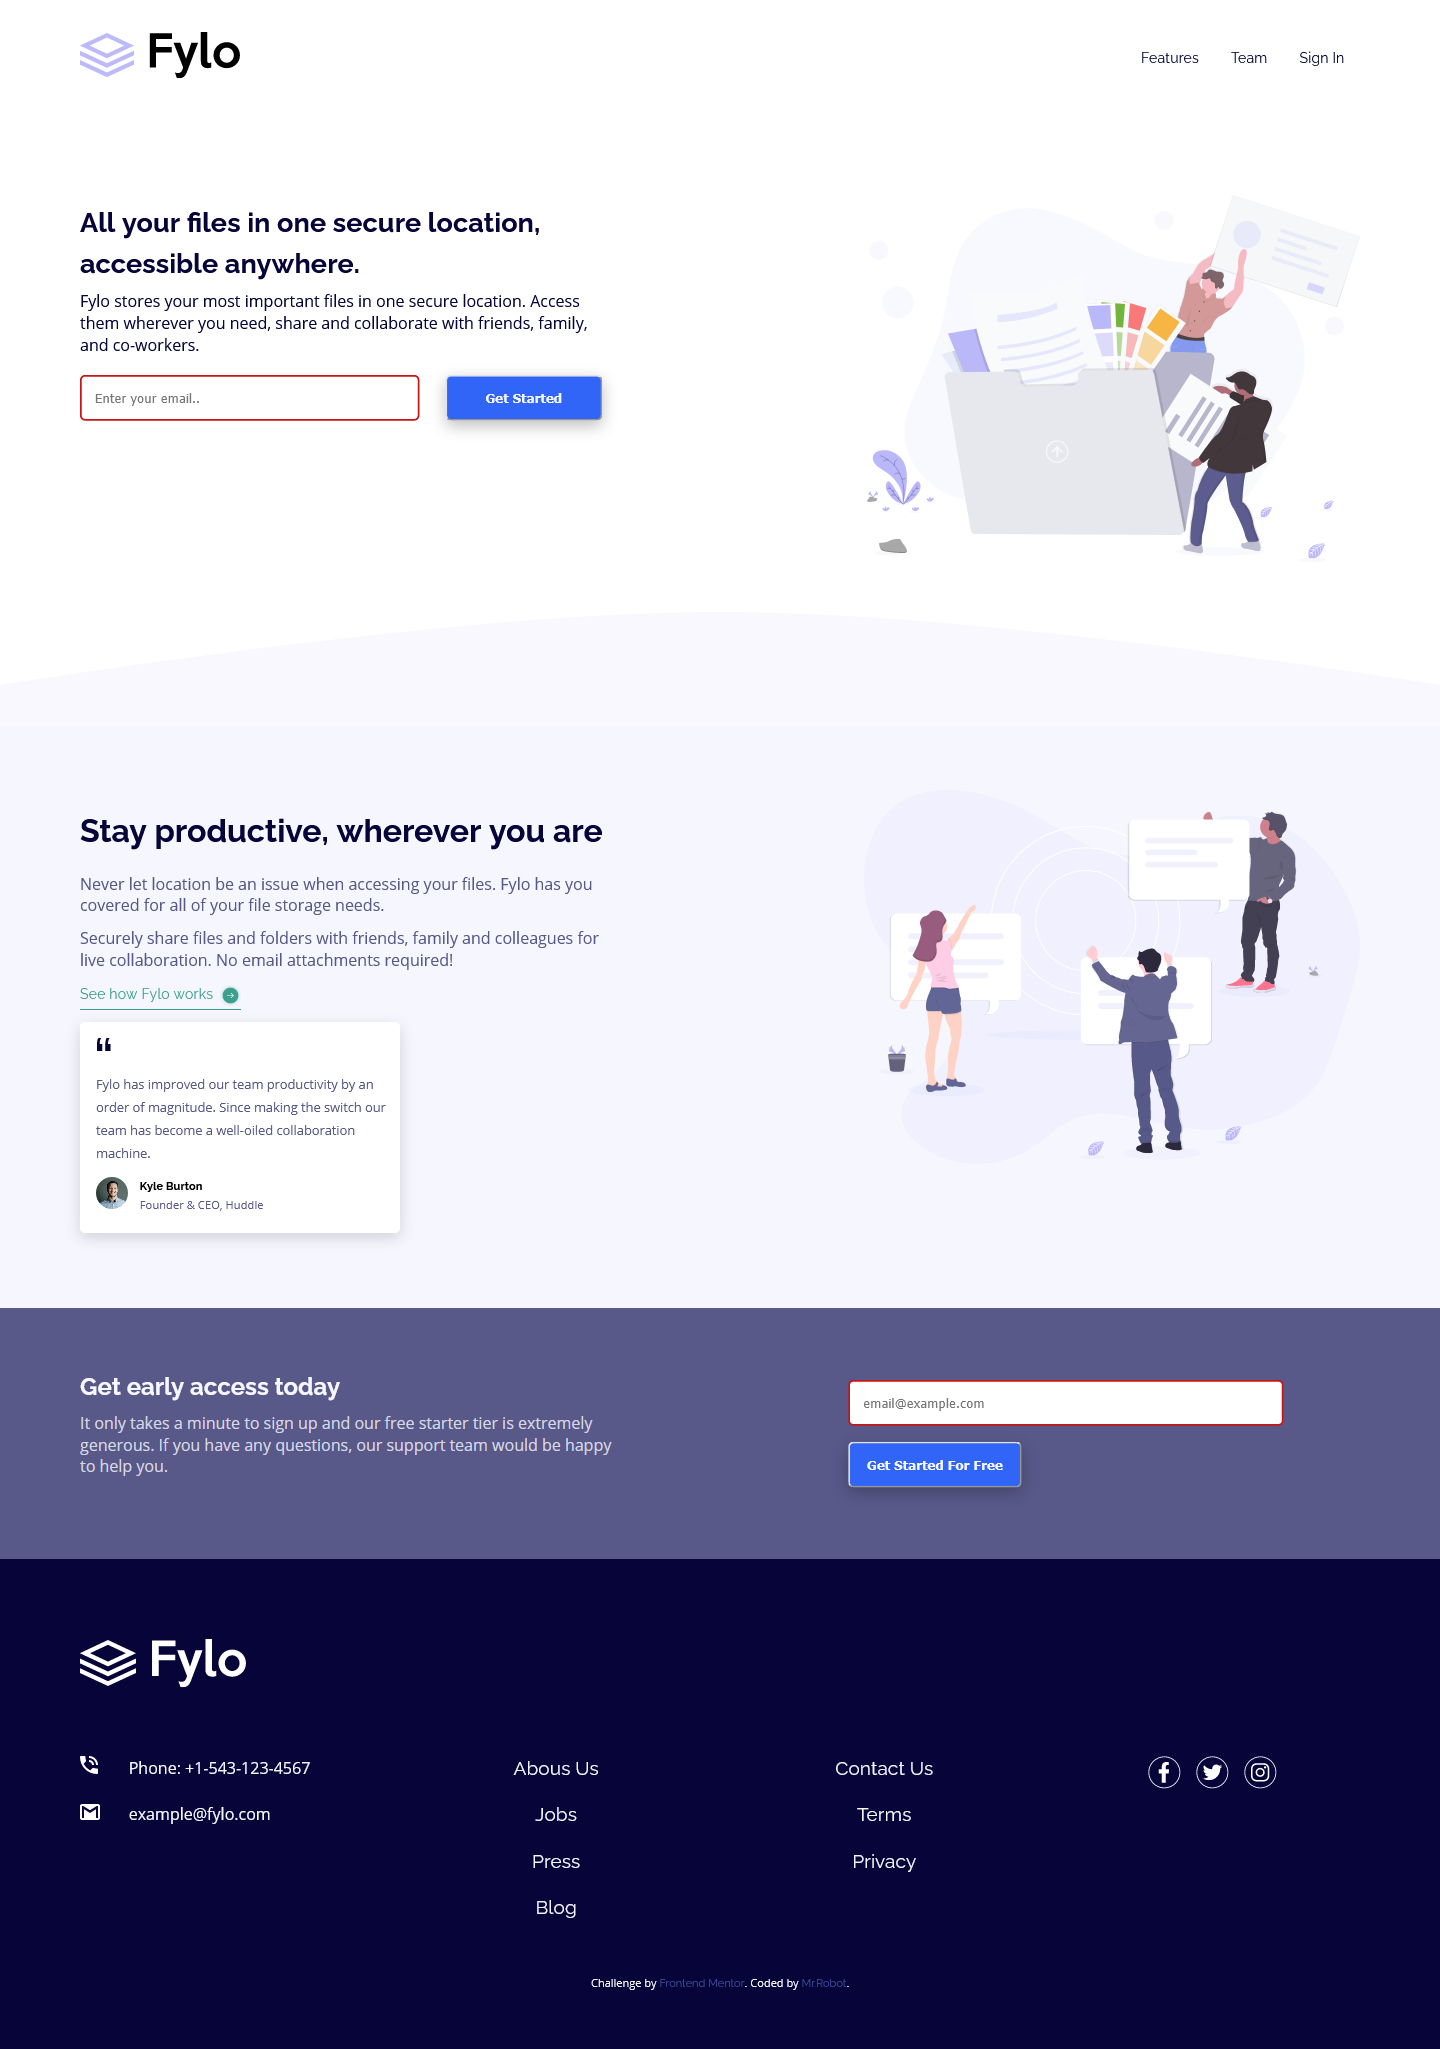 Fylo
Features Team Sign In
All your files in one secure location,
accessible anywhere.
Fylo stores your most important files in one secure location. Access
them wherever you need, share and collaborate with friends, family,
and co-workers.
Enter your email.. Get Started
Stay productive, wherever you are
Never let location be an issue when accessing your files. Fylo has you
covered for all of your file storage needs.
Securely share files and folders with friends, family and colleagues for
live collaboration. No email attachments required!
See how Fylo works
“
Fylo has improved our team productivity by an
order of magnitude. Since making the switch our
team has become a well-oiled collaboration
machine.
Kyle Burton
Founder & CEO, Huddle
Get early access today
It only takes a minute to sign up and our free starter tier is extremely
generous. If you have any questions, our support team would be happy
to help you.
email@example.com
Get Started For Free
Fylo
Phone: +1-543-123-4567
example@fylo.com
Abous Us
Jobs
Press
Blog
Contact Us
Terms
Privacy
Challenge by Frontend Mentor. Coded by Mr.Robot.